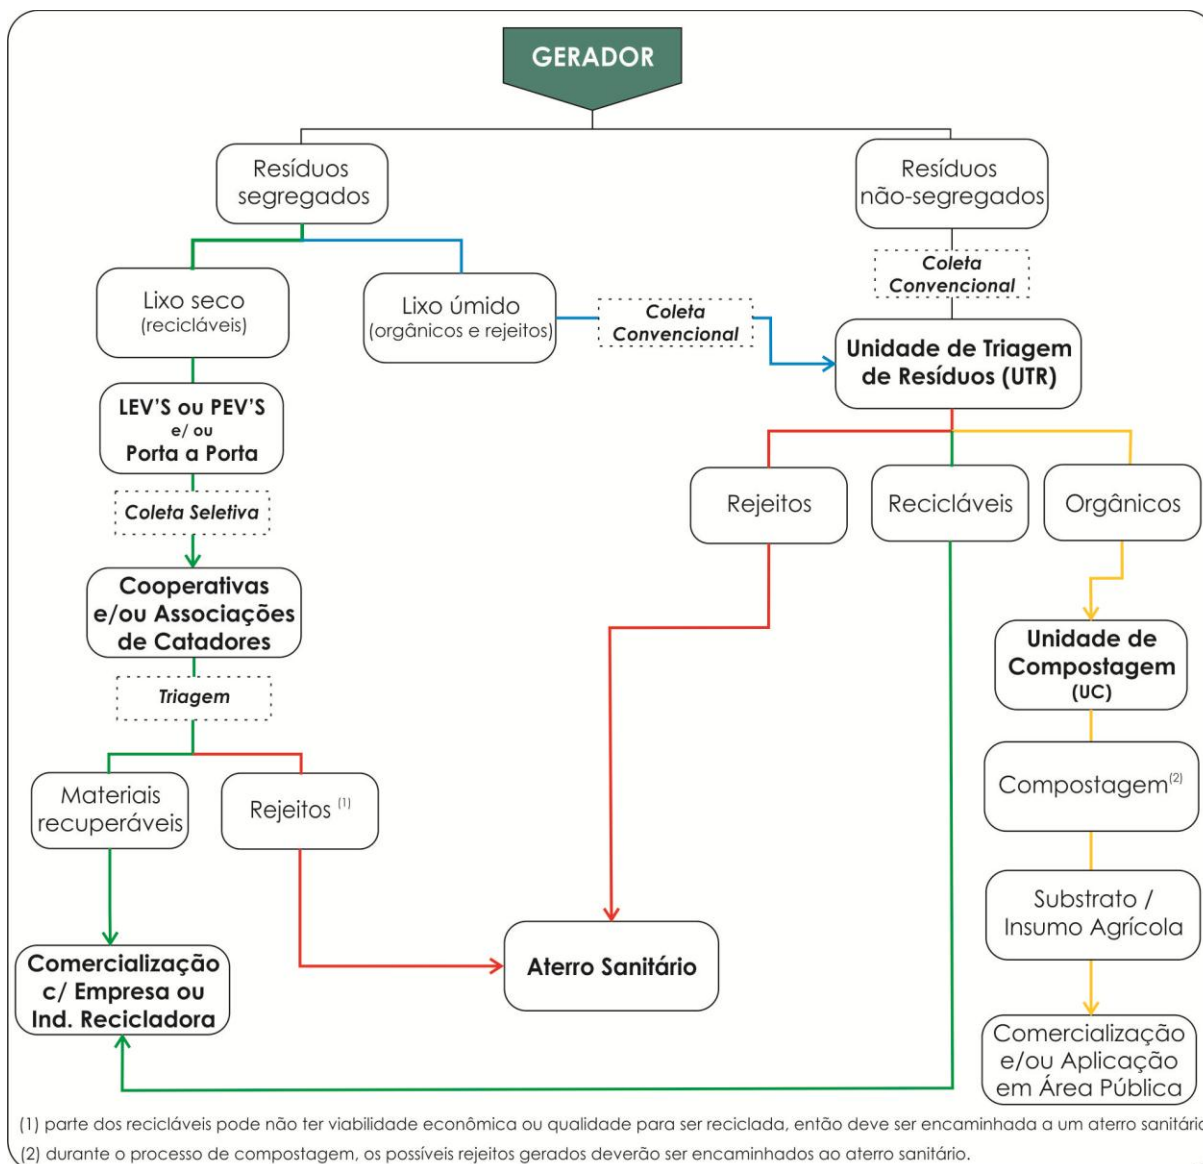 GERADOR
Resíduos
segregados
Resíduos
não-segregados
Coleta
Convencional
Lixo seco
(recicláveis)
Lixo úmido
(orgânicos e rejeitos)
Coleta
Convencional
Unidade de Triagem
de Resíduos (UTR)
LEV'S ou PEV'S
e/ ou
Porta a Porta
Rejeitos
Recicláveis
Orgânicos
Coleta Seletiva
Cooperativas
e/ou Associações
de Catadores
Unidade de
Compostagem
(UC)
Triagem
Materiais
recuperáveis
Rejeitos (1)
Compostagem(2)
Substrato /
Insumo Agrícola
Comercialização
c/ Empresa ou
Ind. Recicladora
Aterro Sanitário
Comercialização
e/ou Aplicação
em Área Pública
(1) parte dos recicláveis pode não ter viabilidade econômica ou qualidade para ser reciclada, então deve ser encaminhada a um aterro sanitário
(2) durante o processo de compostagem, os possíveis rejeitos gerados deverão ser encaminhados ao aterro sanitário.